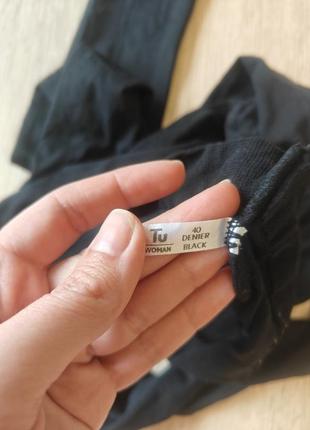 Tu
WOMAN
40
DENIER
BLACK